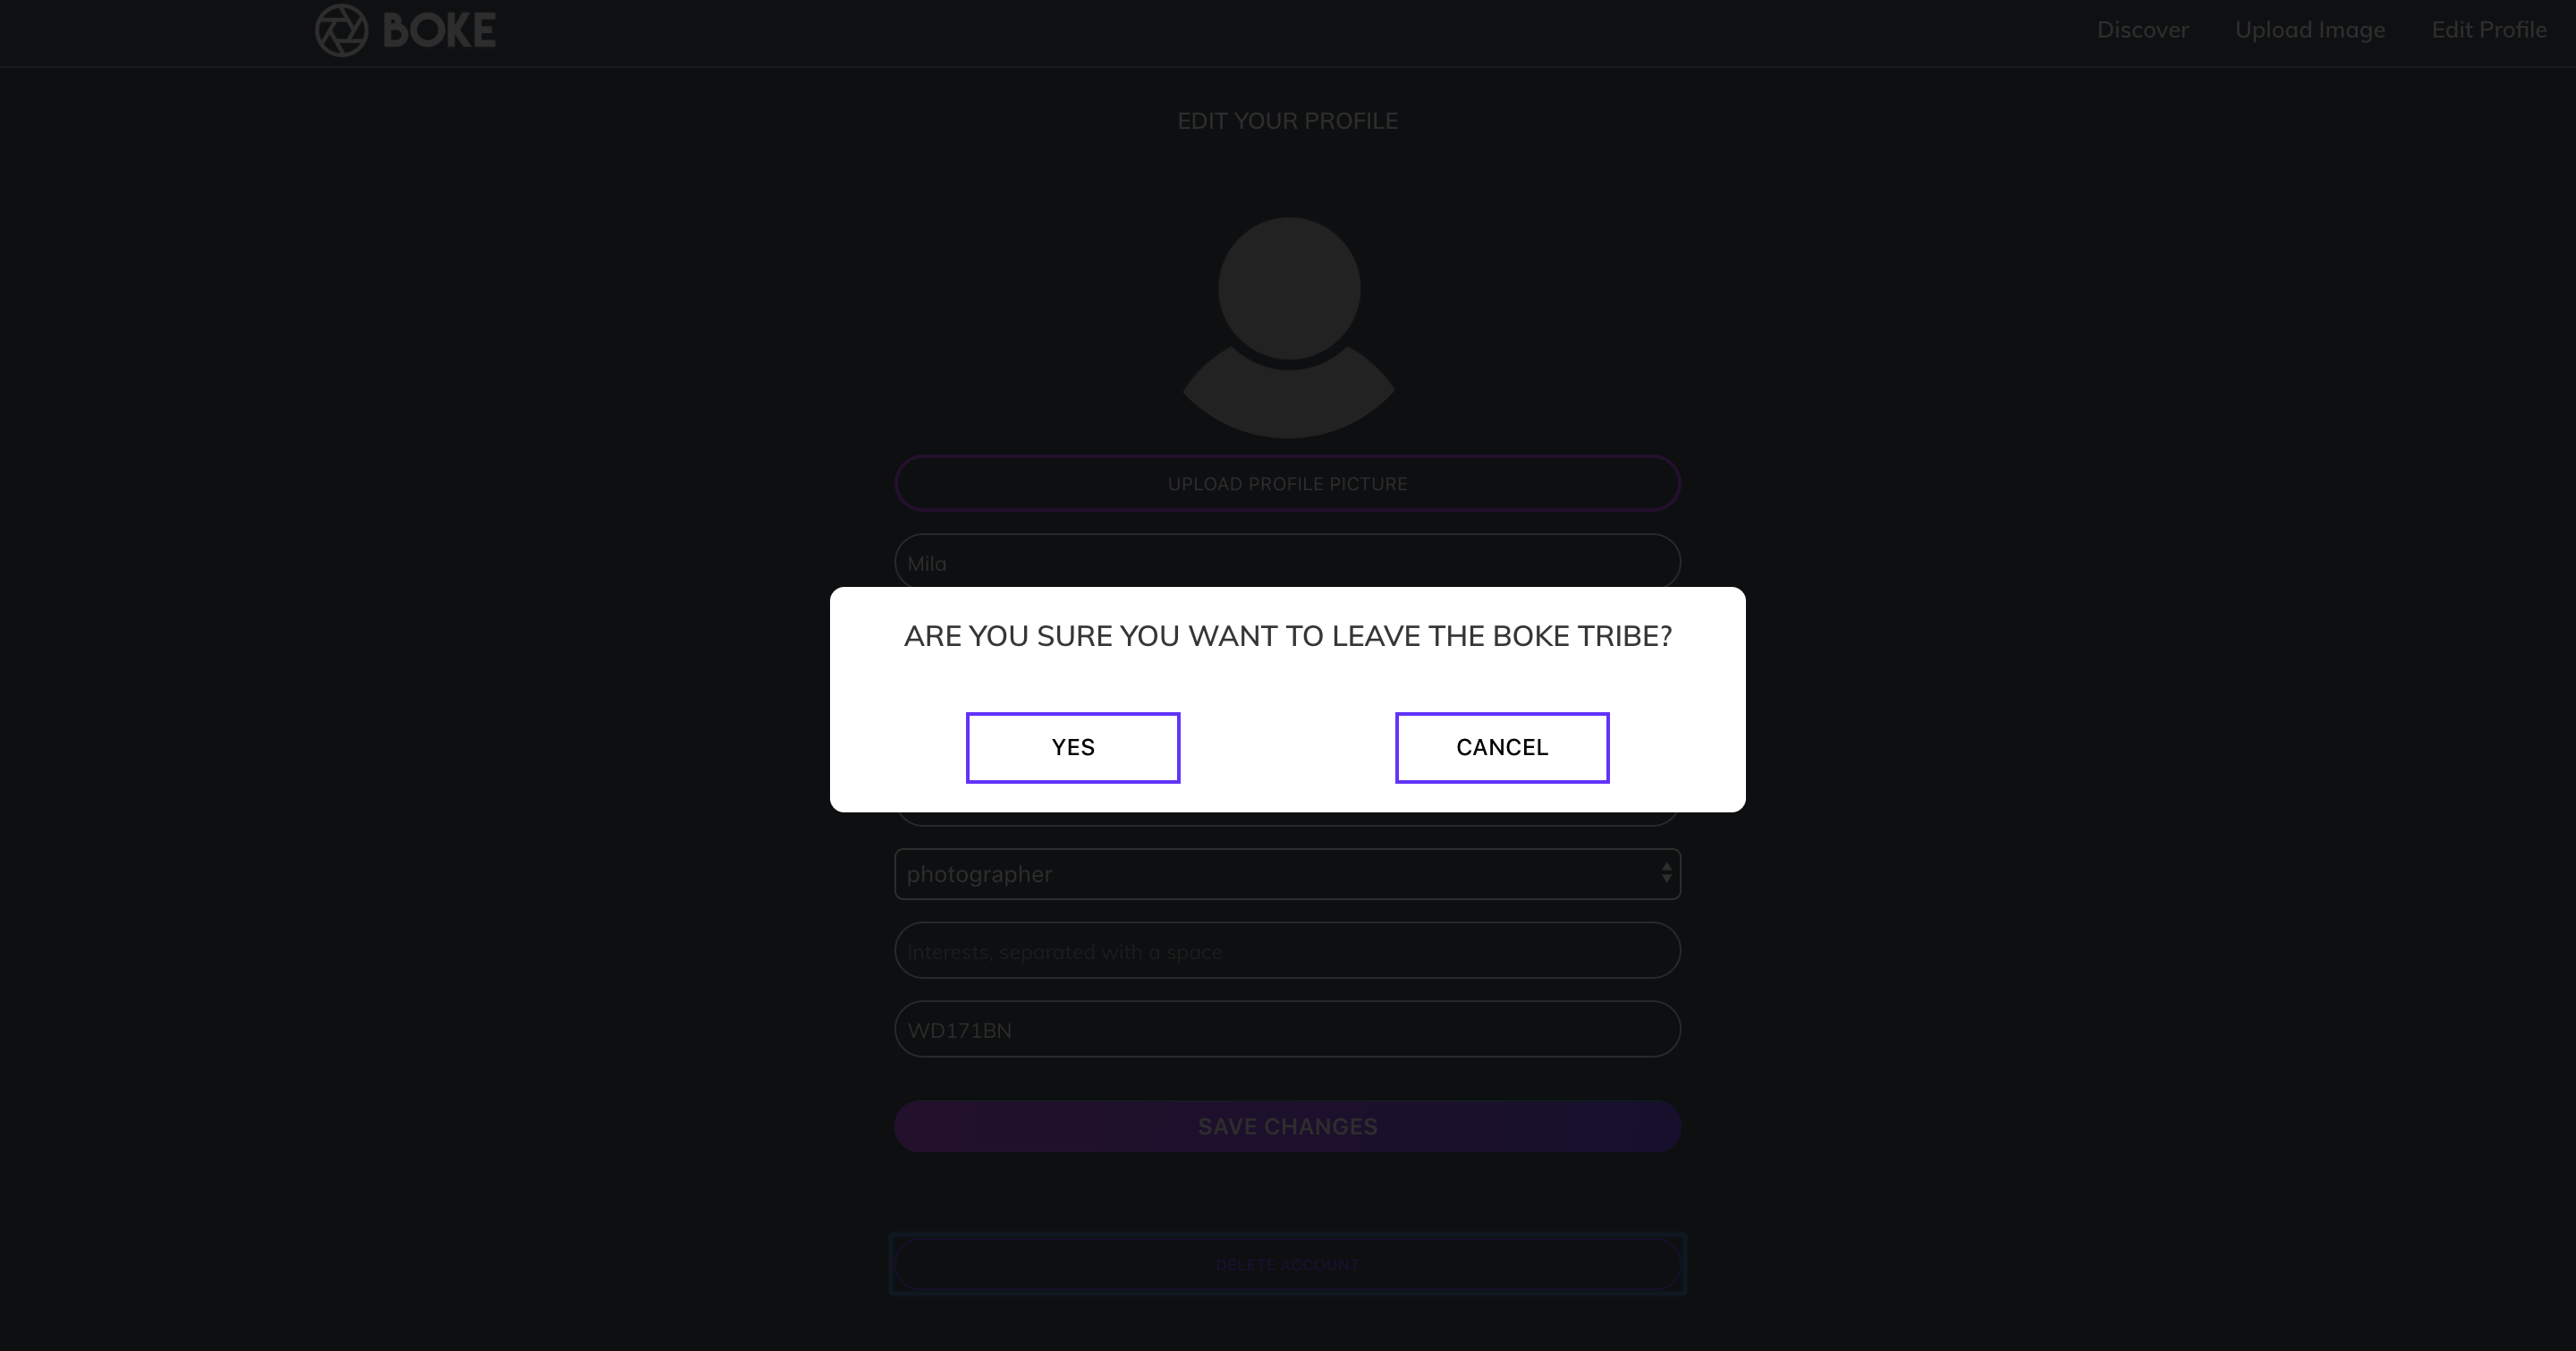 BOKE
Discover Upload Image Edit Profile
EDIT YOUR PROFILE
UPLOAD PROFILE PICTURE
Mila
ARE YOU SURE YOU WANT TO LEAVE THE BOKE TRIBE?
YES CANCEL
photographer
Interests, separated with a space
WD171BN
SAVE CHANGES
DELETE ACCOUNT